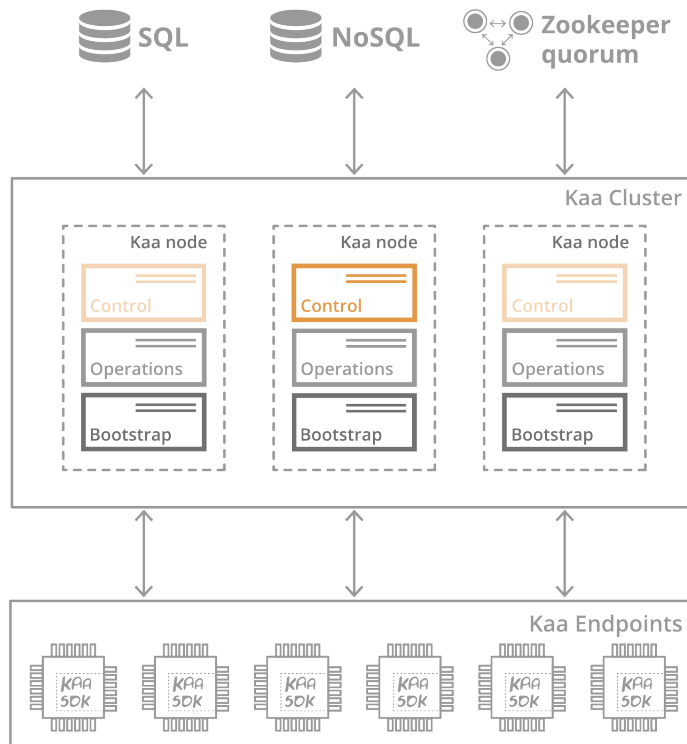 SQL
NoSQL
Zookeeper
quorum
Kaa Cluster
Kaa node
Control
Operations
Bootstrap
Kaa node
Control
Operations
Bootstrap
Kaa node
Control
Operations
Bootstrap
Kaa Endpoints
KAA
SDK
KAA
SDK
KAA
SDK
KAA
SDK
KAA
SDK
KAA
SDK